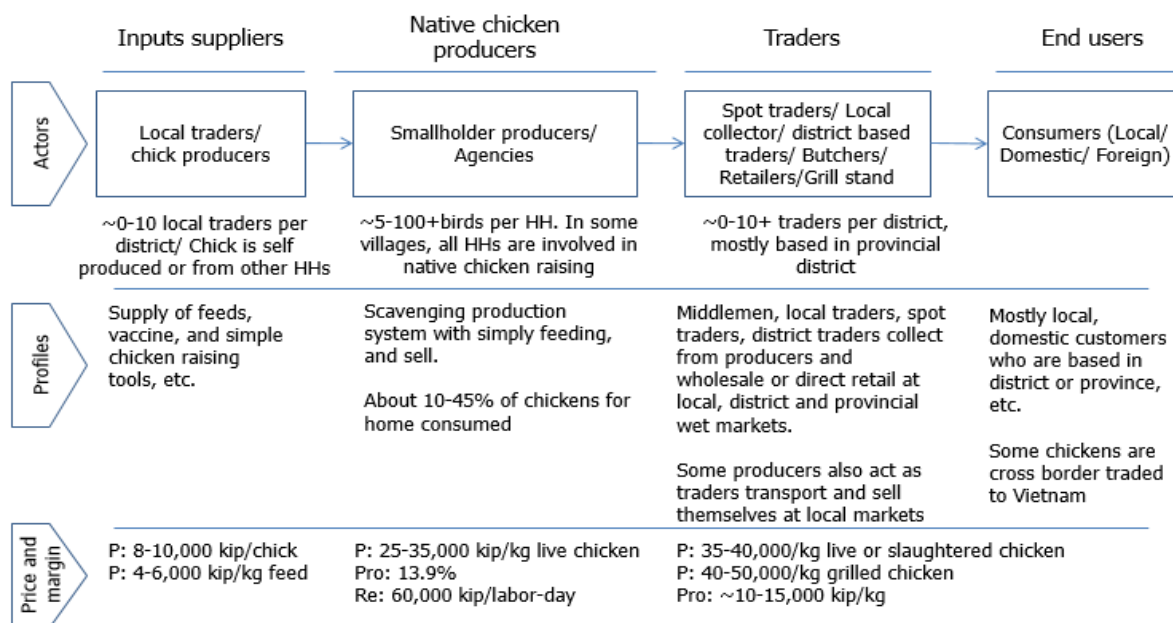 Inputs suppliers
Native chicken
producers
Traders
End users
Actors
Local traders/
chick producers
Smallholder producers/
Agencies
Spot traders/ Local
collector/ district based
traders/ Butchers/
Retailers/Grill stand
Consumers (Local/
Domestic/ Foreign)
~0-10 local traders per
district/ Chick is self
produced or from other HHs
~5-100+birds per HH. In some
villages, all HHs are involved in
native chicken raising
~0-10+ traders per district,
mostly based in provincial
district
Profiles
Supply of feeds,
vaccine, and simple
chicken raising
tools, etc.
Scavenging production
system with simply feeding,
and sell.
About 10-45% of chickens for
home consumed
Middlemen, local traders, spot
traders, district traders collect
from producers and
wholesale or direct retail at
local, district and provincial
wet markets.
Some producers also act as
traders transport and sell
themselves at local markets
Mostly local,
domestic customers
who are based in
district or province,
etc.
Some chickens are
cross border traded
to Vietnam
Price and
margin
P: 8-10,000 kip/chick
P: 4-6,000 kip/kg feed
P: 25-35,000 kip/kg live chicken
Pro: 13.9%
Re: 60,000 kip/labor-day
P: 35-40,000/kg live or slaughtered chicken
P: 40-50,000/kg grilled chicken
Pro: ~10-15,000 kip/kg